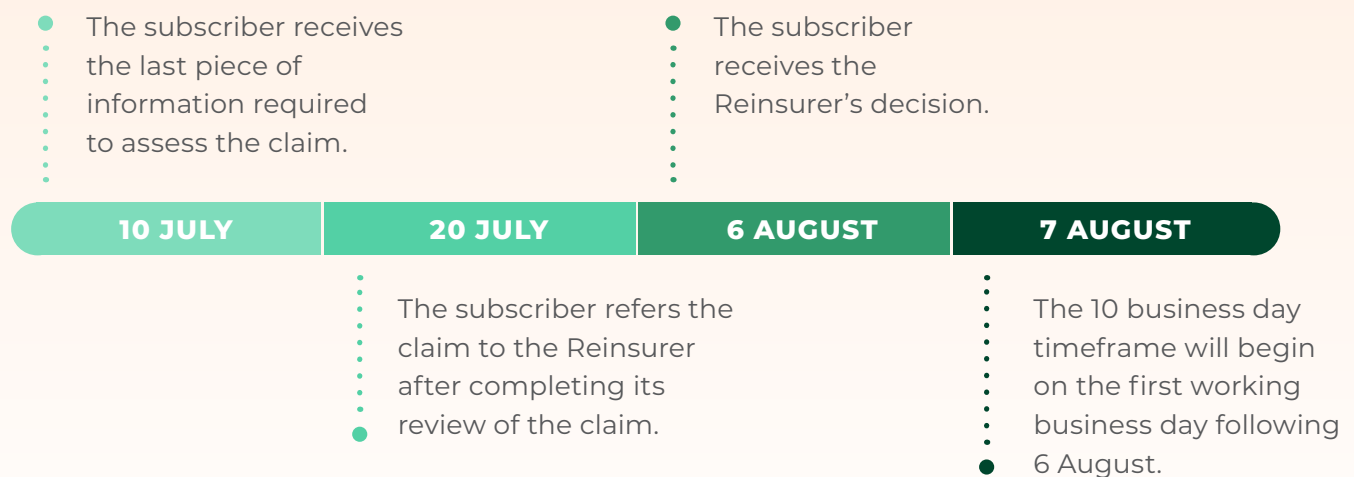 The subscriber receives
the last piece of
information required
to assess the claim.
The subscriber
receives the
Reinsurer’s decision.
10 JULY
20 JULY
6 AUGUST
7 AUGUST
The subscriber refers the
claim to the Reinsurer
after completing its
review of the claim.
The 10 business day
timeframe will begin
on the first working
business day following
6 August.